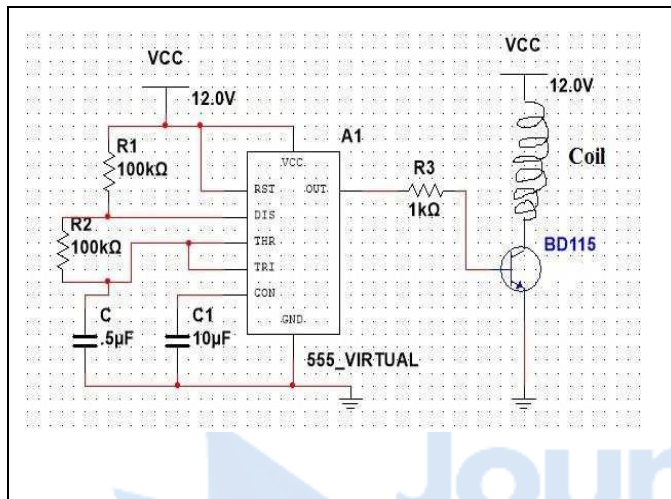 VCC
12.0V
R1
100kΩ
R2
100kΩ
A1
VCC
RST
OUT
DIS
THR
TRI
CON
GND
C
.5µF
C1
10µF
555_VIRTUAL
R3
1kΩ
VCC
12.0V
Coil
BD115
Jour